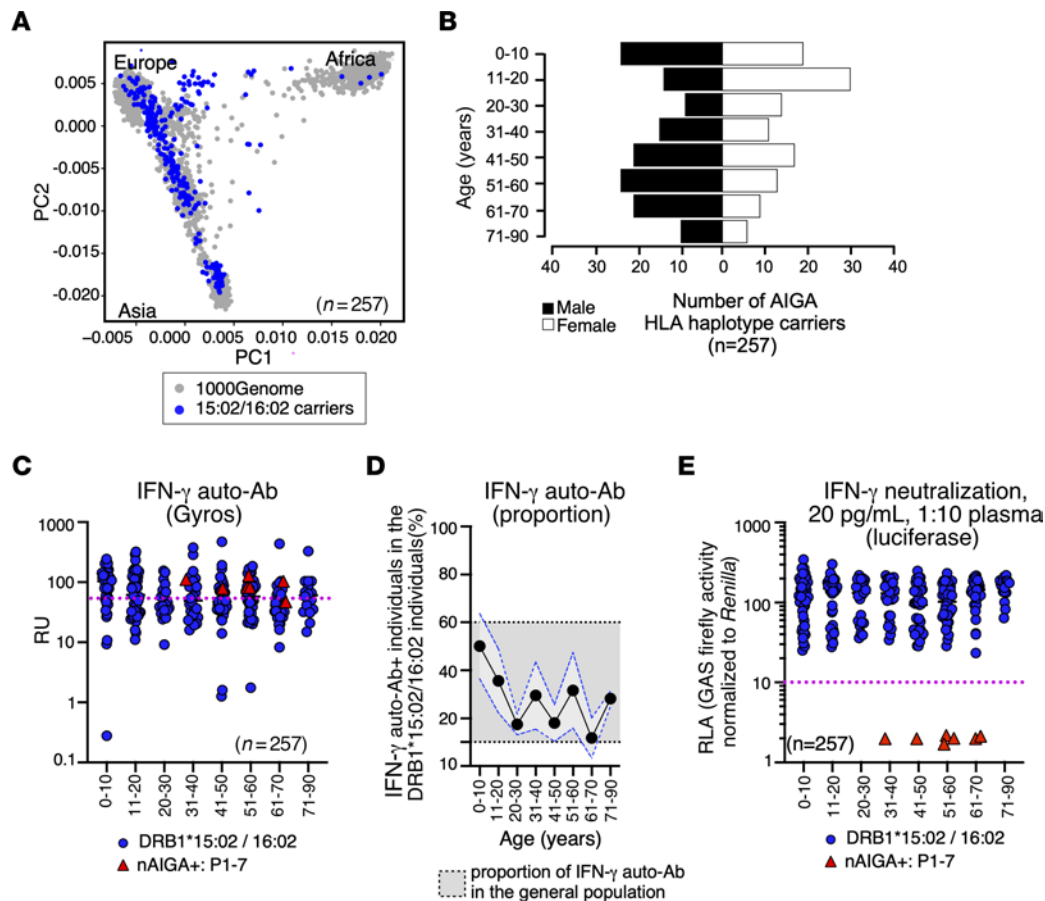 A
Europe
Africa
0.005
0.000
-0.005
-0.010
-0.015
-0.020
PC2
Asia
(n=257)
-0.005 0.000 0.005 0.010 0.015 0.020
PC1
1000Genome
15:02/16:02 carriers
B
Age (years)
0-10
11-20
20-30
31-40
41-50
51-60
61-70
71-90
40 30 20 10 0 10 20 30 40
Male
Female
Number of AIGA
HLA haplotype carriers
(n=257)
C
IFN-γ auto-Ab
(Gyros)
1000
100
10
1
0.1
RU
(n=257)
0-10
11-20
20-30
31-40
41-50
51-60
61-70
71-90
DRB1*15:02 / 16:02
nAIGA+: P1-7
D
IFN-γ auto-Ab
(proportion)
IFN-γ auto-Ab+ individuals in the
DRB1*15:02/16:02 individuals(%)
100
80
60
40
20
10
0-10
11-20
20-30
31-40
41-50
51-60
61-70
71-90
Age (years)
proportion of IFN-γ auto-Ab
in the general population
E
IFN-γ neutralization,
20 pg/mL, 1:10 plasma
(luciferase)
RLA (GAS firefly activity
normalized to Renilla)
1000
100
10
1
(n=257)
0-10
11-20
20-30
31-40
41-50
51-60
61-70
71-90
DRB1*15:02 / 16:02
nAIGA+: P1-7